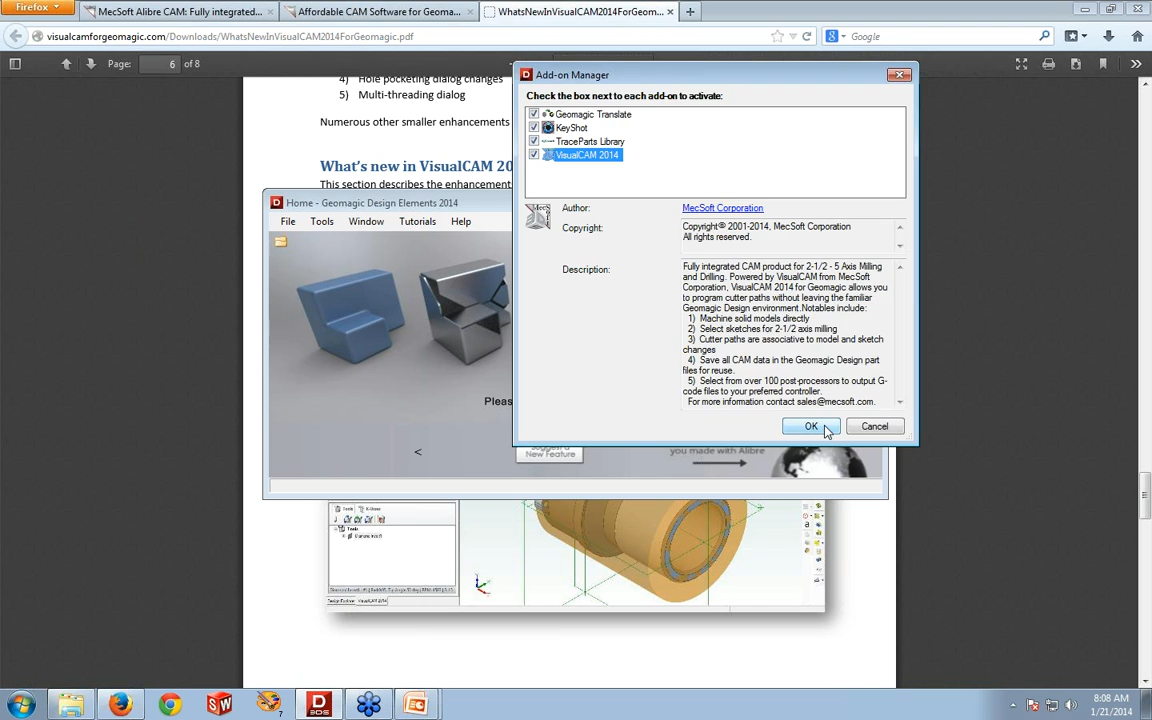 Firefox
MecSoft Alibre CAM: Fully integrated... ×
Affordable CAM Software for Geoma... ×
WhatsNewInVisualCAM2014ForGeom... ×
visualcamforgeomagic.com/Downloads/WhatsNewInVisualCAM2014ForGeomagic.pdf
Google
Page: 6 of 8
4) Hole pocketing dialog changes
5) Multi-threading dialog
Numerous other smaller enhancements
What's new in VisualCAM 20
This section describes the enhancement
Home - Geomagic Design Elements 2014
File Tools Window Tutorials Help
Pleas
<
Suggest a
New Feature
you made with Alibre
Add-on Manager
Check the box next to each add-on to activate:
Geomagic Translate
KeyShot
TraceParts Library
VisualCAM 2014
Author: MecSoft Corporation
Copyright: Copyright© 2001-2014, MecSoft Corporation
All rights reserved.
Description: Fully integrated CAM product for 2-1/2 - 5 Axis Milling
and Drilling. Powered by VisualCAM from MecSoft
Corporation, VisualCAM 2014 for Geomagic allows you
to program cutter paths without leaving the familiar
Geomagic Design environment.Notables include:
1) Machine solid models directly
2) Select sketches for 2-1/2 axis milling
3) Cutter paths are associative to model and sketch
changes
4) Save all CAM data in the Geomagic Design part
files for reuse.
5) Select from over 100 post-processors to output G-
code files to your preferred controller.
For more information contact sales@mecsoft.com.
OK Cancel
Tools
Tools
8:08 AM
1/21/2014